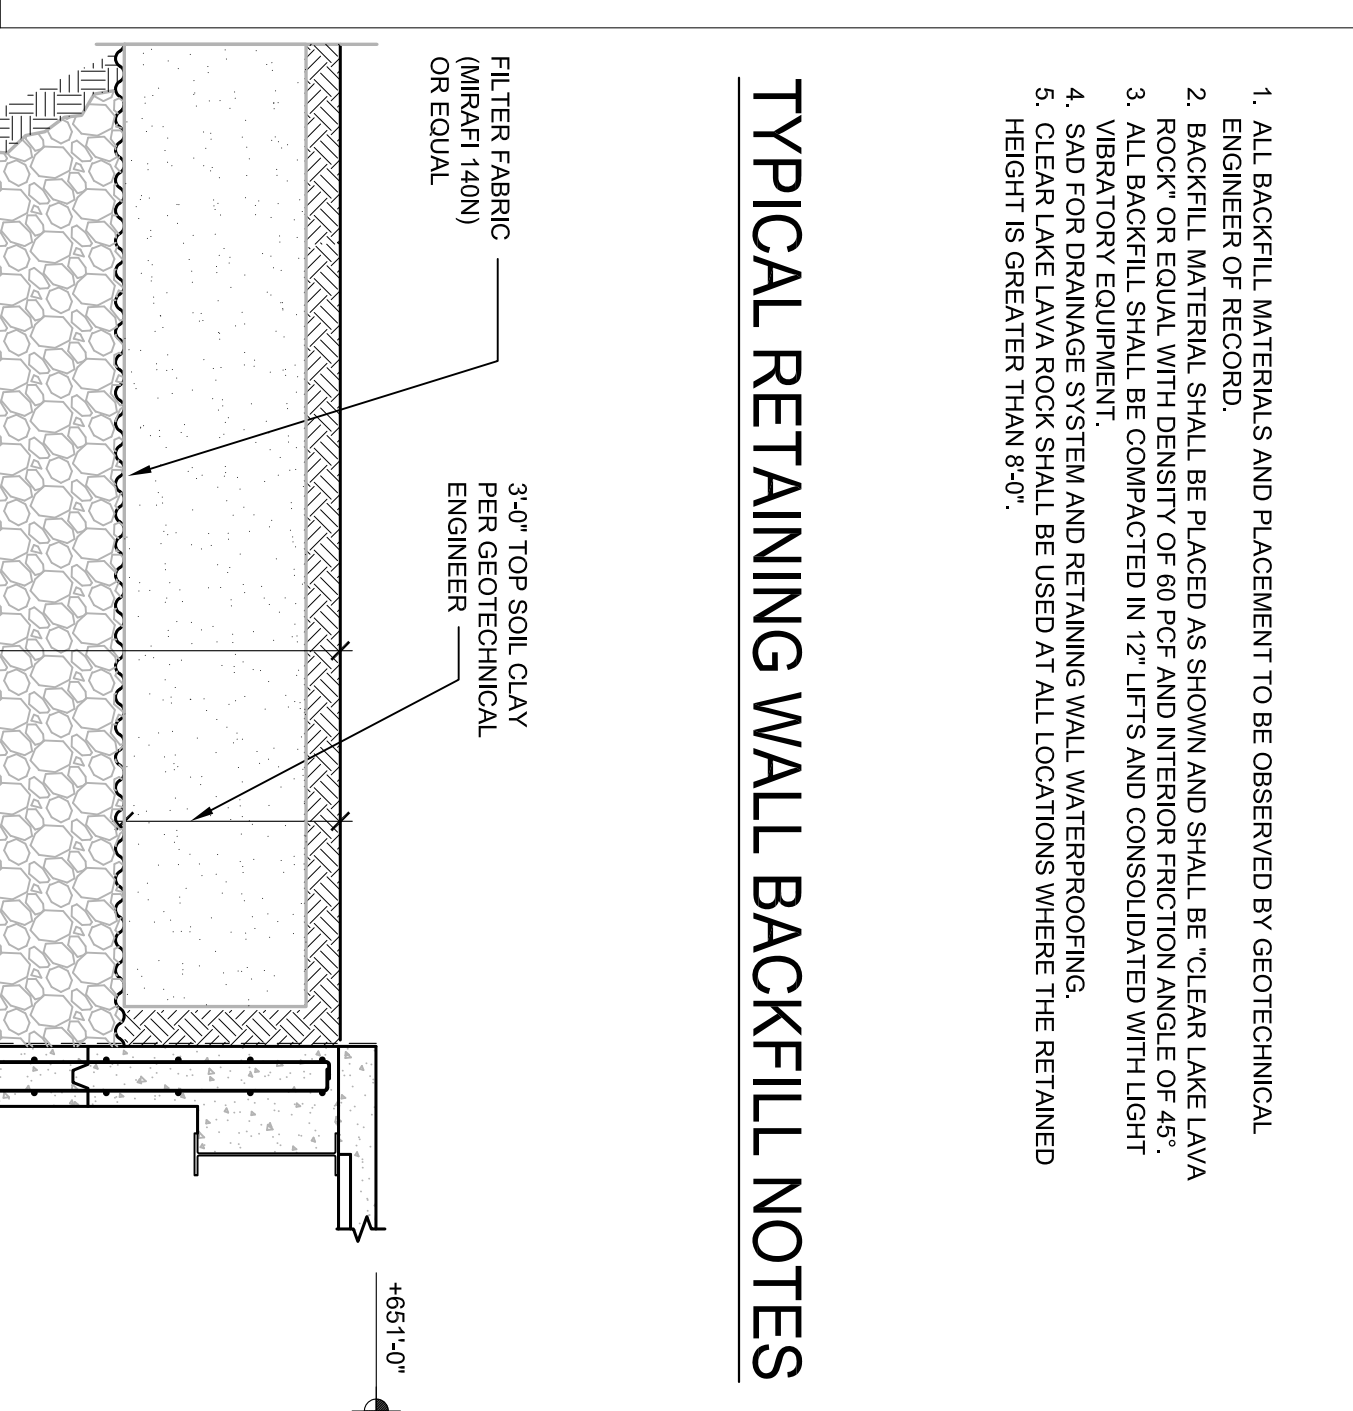 1. ALL BACKFILL MATERIALS AND PLACEMENT TO BE OBSERVED BY GEOTECHNICAL
ENGINEER OF RECORD.
2. BACKFILL MATERIAL SHALL BE PLACED AS SHOWN AND SHALL BE "CLEAR LAKE LAVA
ROCK" OR EQUAL WITH DENSITY OF 60 PCF AND INTERIOR FRICTION ANGLE OF 45°.
3. ALL BACKFILL SHALL BE COMPACTED IN 12" LIFTS AND CONSOLIDATED WITH LIGHT
VIBRATORY EQUIPMENT.
4. SAD FOR DRAINAGE SYSTEM AND RETAINING WALL WATERPROOFING.
5. CLEAR LAKE LAVA ROCK SHALL BE USED AT ALL LOCATIONS WHERE THE RETAINED
HEIGHT IS GREATER THAN 8'-0".
TYPICAL RETAINING WALL BACKFILL NOTES
FILTER FABRIC
(MIRAFI 140N)
OR EQUAL
3'-0" TOP SOIL CLAY
PER GEOTECHNICAL
ENGINEER
+651'-0"